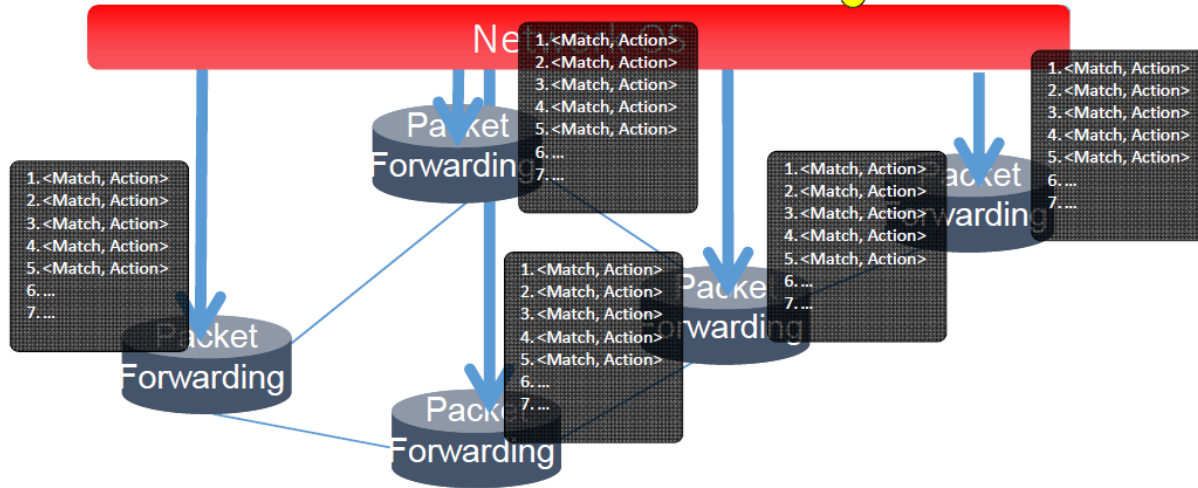 Network OS
1. <Match, Action>
2. <Match, Action>
3. <Match, Action>
4. <Match, Action>
5. <Match, Action>
6. ...
7. ...
1. <Match, Action>
2. <Match, Action>
3. <Match, Action>
4. <Match, Action>
5. <Match, Action>
6. ...
7. ...
Packet
Forwarding
1. <Match, Action>
2. <Match, Action>
3. <Match, Action>
4. <Match, Action>
5. <Match, Action>
6. ...
7. ...
Packet
Forwarding
1. <Match, Action>
2. <Match, Action>
3. <Match, Action>
4. <Match, Action>
5. <Match, Action>
6. ...
7. ...
Packet
Forwarding
1. <Match, Action>
2. <Match, Action>
3. <Match, Action>
4. <Match, Action>
5. <Match, Action>
6. ...
7. ...
Packet
Forwarding
Packet
Forwarding